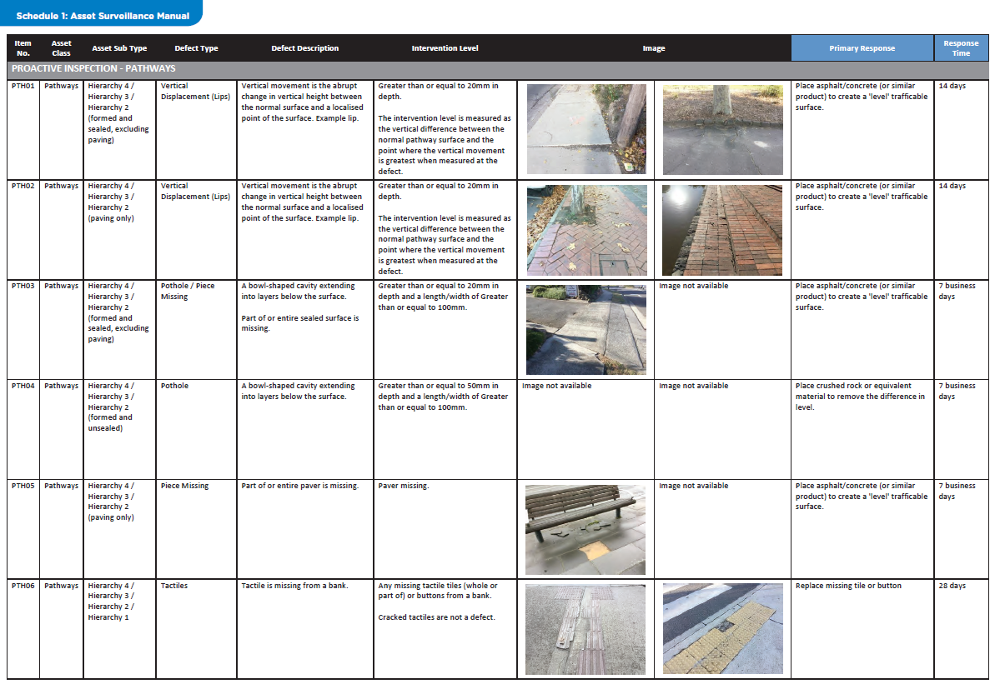 Schedule 1: Asset Surveillance Manual
Item
No.
Asset
Class
Asset Sub Type
Defect Type
Defect Description
Intervention Level
Image
Primary Response
Response
Time
PROACTIVE INSPECTION - PATHWAYS
PTH01
Pathways
Hierarchy 4 /
Hierarchy 3 /
Hierarchy 2
(formed and
sealed, excluding
paving)
Vertical
Displacement (Lips)
Vertical movement is the abrupt
change in vertical height between
the normal surface and a localised
point of the surface. Example lip.
Greater than or equal to 20mm in
depth.
The intervention level is measured as
the vertical difference between the
normal pathway surface and the
point where the vertical movement
is greatest when measured at the
defect.
Place asphalt/concrete (or similar
product) to create a 'level' trafficable
surface.
14 days
PTH02
Pathways
Hierarchy 4 /
Hierarchy 3 /
Hierarchy 2
(paving only)
Vertical
Displacement (Lips)
Vertical movement is the abrupt
change in vertical height between
the normal surface and a localised
point of the surface. Example lip.
Greater than or equal to 20mm in
depth.
The intervention level is measured as
the vertical difference between the
normal pathway surface and the
point where the vertical movement
is greatest when measured at the
defect.
Place asphalt/concrete (or similar
product) to create a 'level' trafficable
surface.
14 days
PTH03
Pathways
Hierarchy 4 /
Hierarchy 3 /
Hierarchy 2
(formed and
sealed, excluding
paving)
Pothole / Piece
Missing
A bowl-shaped cavity extending
into layers below the surface.
Part of or entire sealed surface is
missing.
Greater than or equal to 20mm in
depth and a length/width of Greater
than or equal to 100mm.
Image not available
Place asphalt/concrete (or similar
product) to create a 'level' trafficable
surface.
7 business
days
PTH04
Pathways
Hierarchy 4 /
Hierarchy 3 /
Hierarchy 2
(formed and
unsealed)
Pothole
A bowl-shaped cavity extending
into layers below the surface.
Greater than or equal to 50mm in
depth and a length/width of Greater
than or equal to 100mm.
Image not available
Image not available
Place crushed rock or equivalent
material to remove the difference in
level.
7 business
days
PTH05
Pathways
Hierarchy 4 /
Hierarchy 3 /
Hierarchy 2
(paving only)
Piece Missing
Part of or entire paver is missing.
Paver missing.
Image not available
Place asphalt/concrete (or similar
product) to create a 'level' trafficable
surface.
7 business
days
PTH06
Pathways
Hierarchy 4 /
Hierarchy 3 /
Hierarchy 2 /
Hierarchy 1
Tactiles
Tactile is missing from a bank.
Any missing tactile tiles (whole or
part of) or buttons from a bank.
Cracked tactiles are not a defect.
Replace missing tile or button
28 days